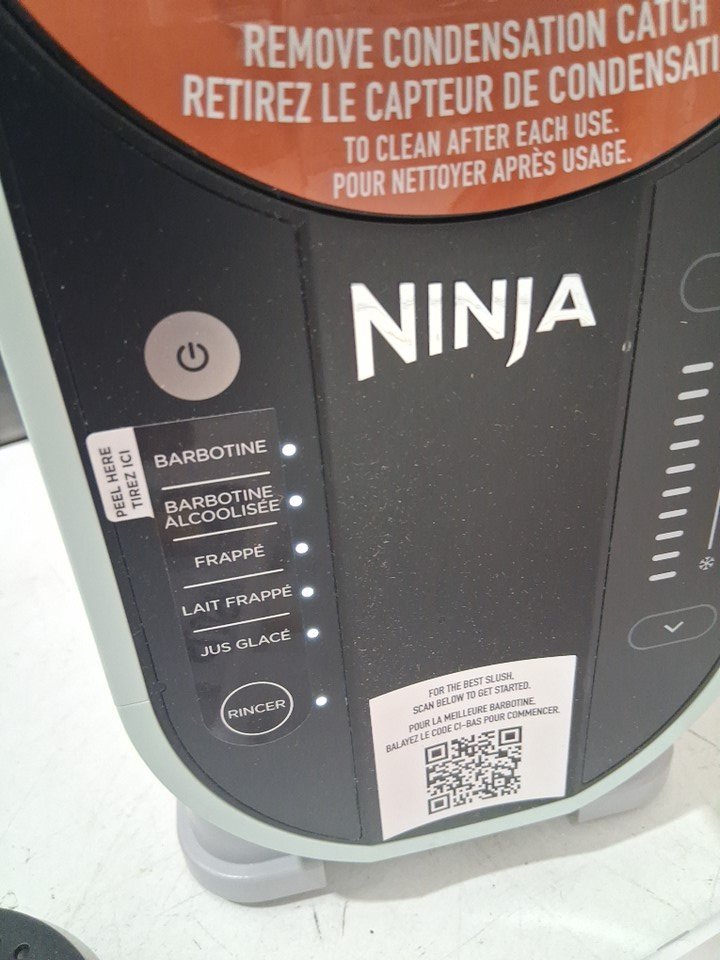 REMOVE CONDENSATION CATCH
RETIREZ LE CAPTEUR DE CONDENSATI
TO CLEAN AFTER EACH USE.
POUR NETTOYER APRÈS USAGE.
NINJA
PEEL HERE
TIREZ ICI
BARBOTINE
BARBOTINE
ALCOOLISÉE
FRAPPÉ
LAIT FRAPPÉ
JUS GLACÉ
RINCER
FOR THE BEST SLUSH,
SCAN BELOW TO GET STARTED.
POUR LA MEILLEURE BARBOTINE,
BALAYEZ LE CODE CI-BAS POUR COMMENCER.